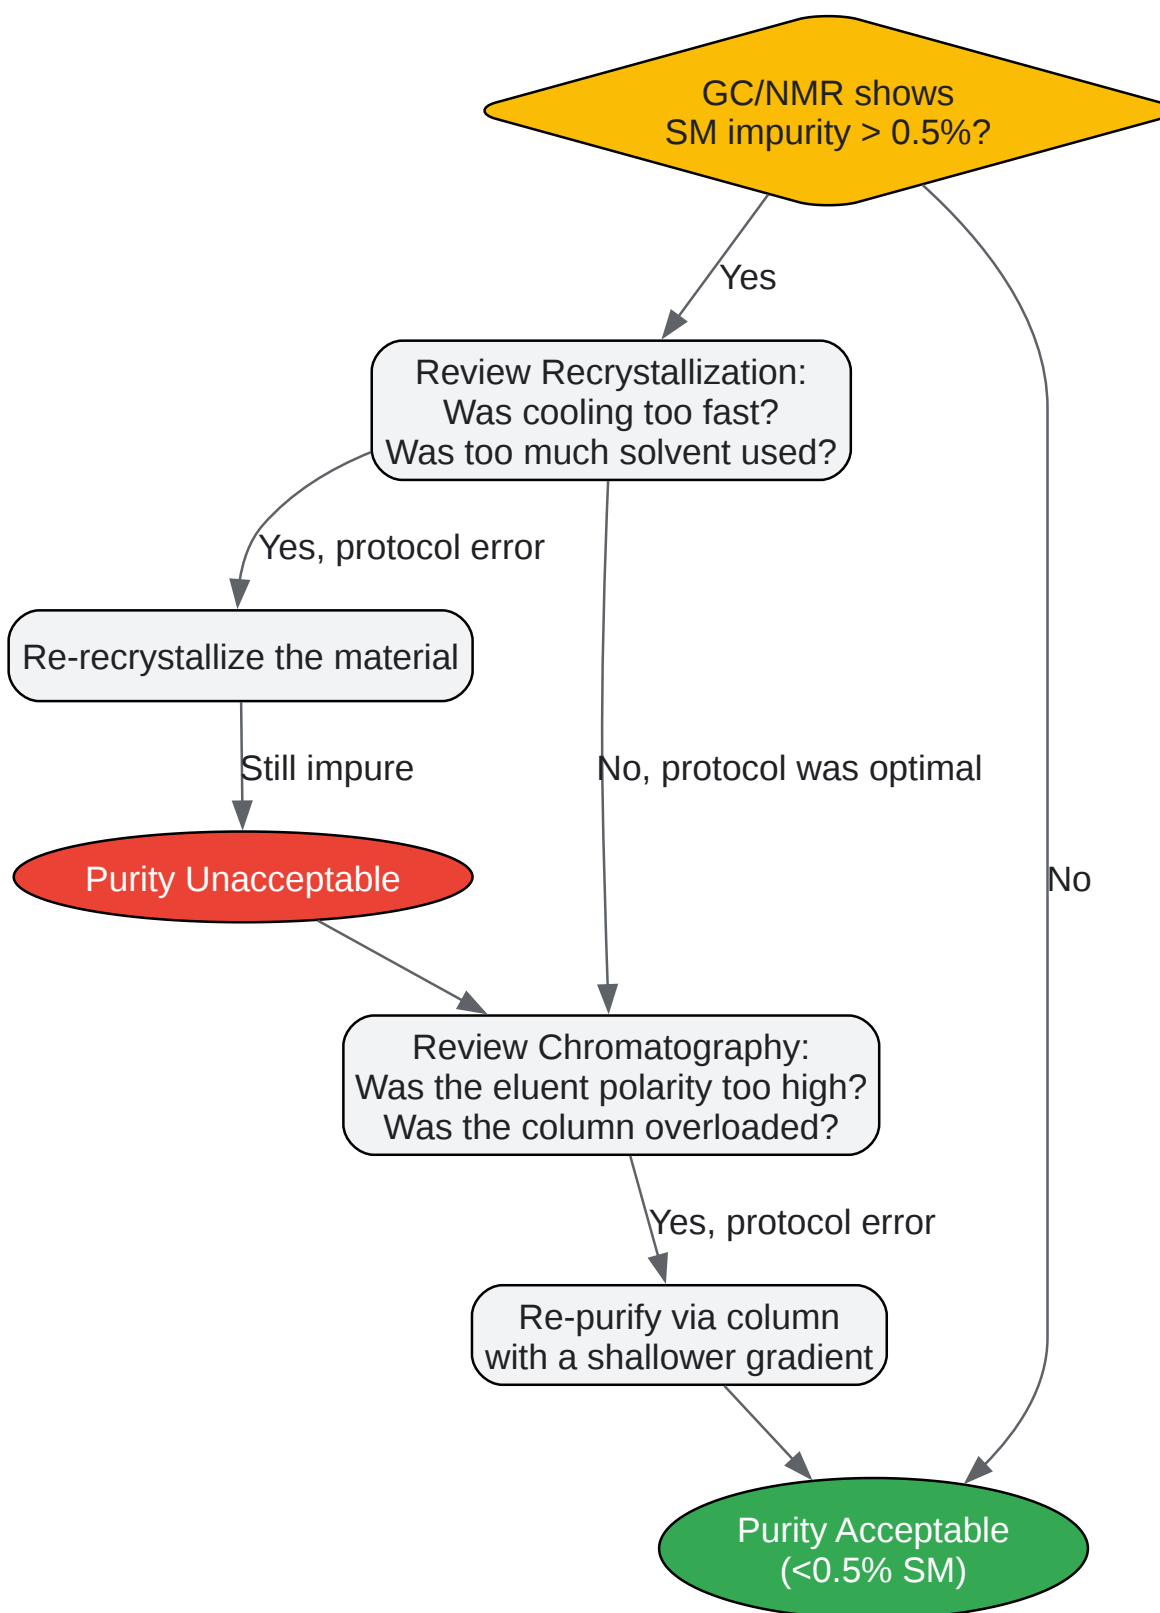 GC/NMR shows
SM impurity > 0.5%?
Yes
Review Recrystallization:
Was cooling too fast?
Was too much solvent used?
Yes, protocol error
Re-recrystallize the material
Still impure
No, protocol was optimal
Purity Unacceptable
No
Review Chromatography:
Was the eluent polarity too high?
Was the column overloaded?
Yes, protocol error
Re-purify via column
with a shallower gradient
Purity Acceptable
(<0.5% SM)